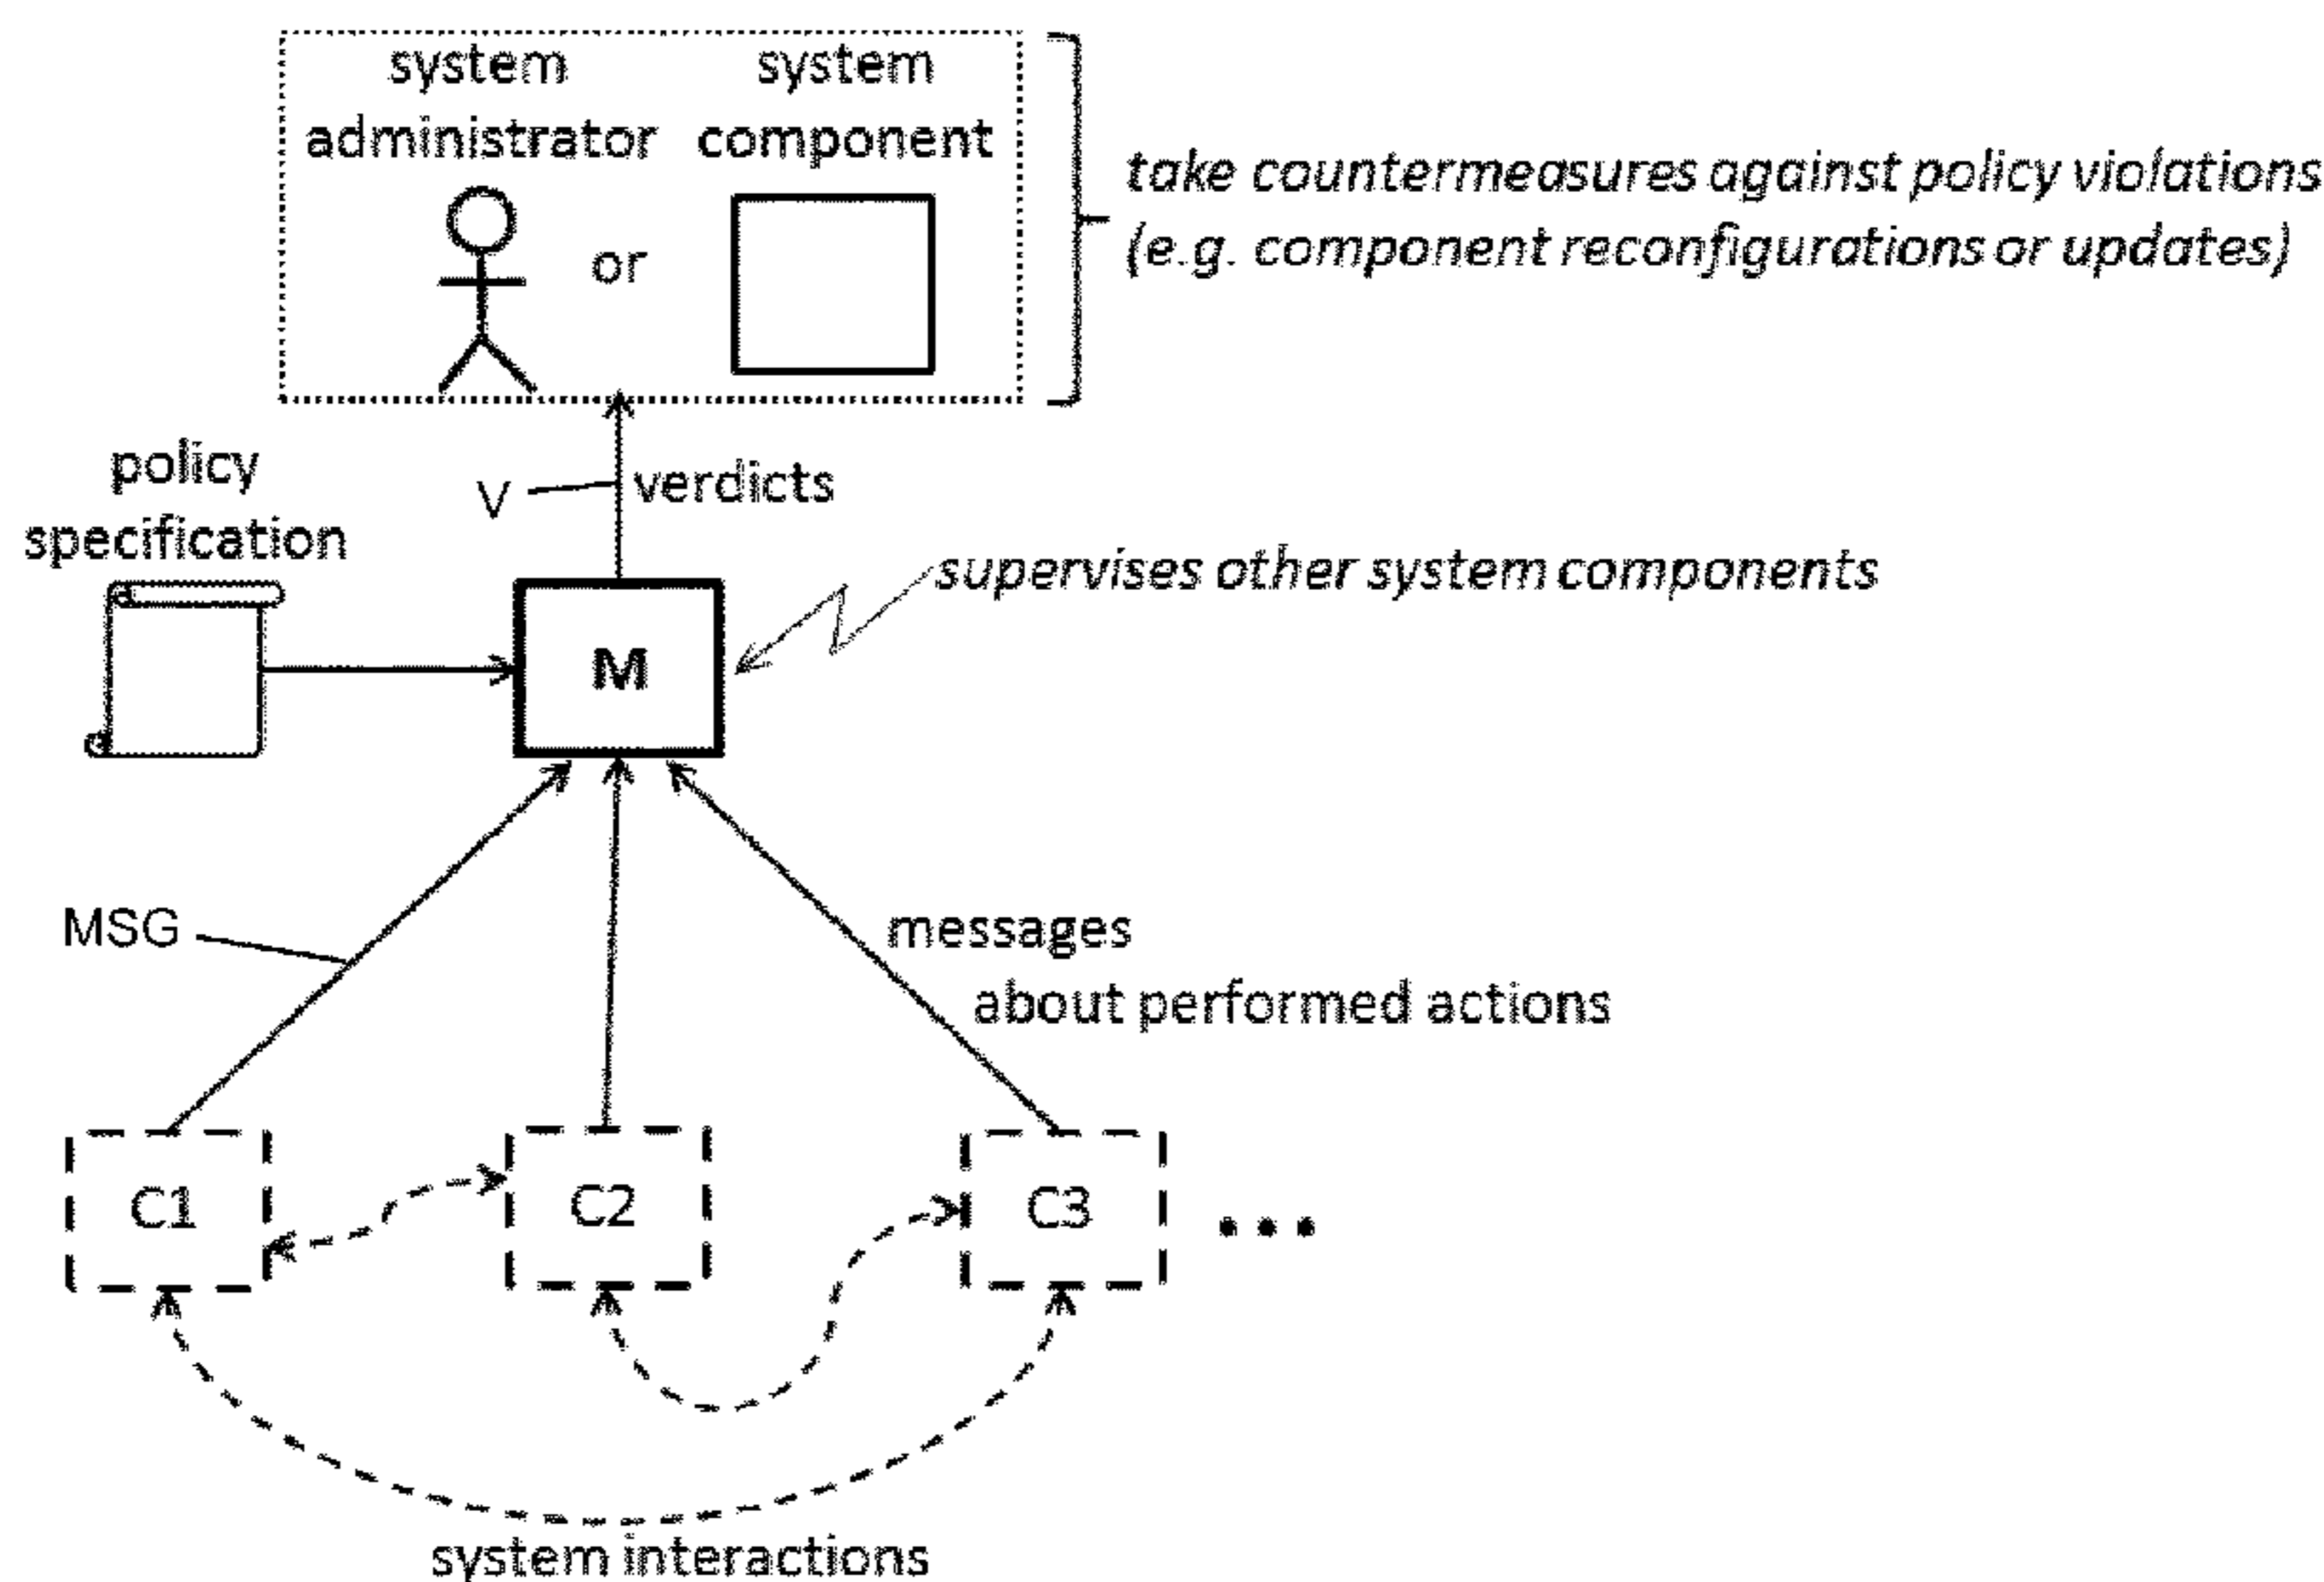 system
administrator
system
component
or
take countermeasures against policy violations
(e.g. component reconfigurations or updates)
policy
specification
V
verdicts
supervises other system components
M
MSG
messages
about performed actions
C1
C2
C3
...
system interactions